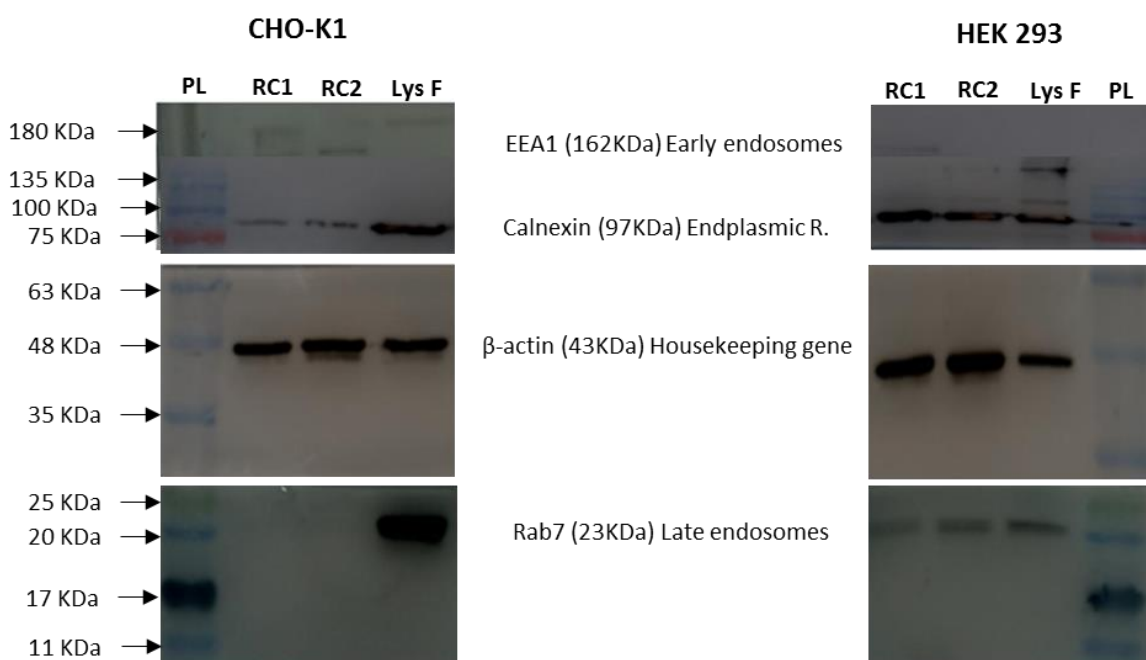 CHO-K1
HEK 293
PL RC1 RC2 Lys F
RC1 RC2 Lys F PL
180 KDa
EEA1 (162KDa) Early endosomes
135 KDa
100 KDa
Calnexin (97KDa) Endplasmic R.
75 KDa
63 KDa
48 KDa
β-actin (43KDa) Housekeeping gene
35 KDa
25 KDa
Rab7 (23KDa) Late endosomes
20 KDa
17 KDa
11 KDa